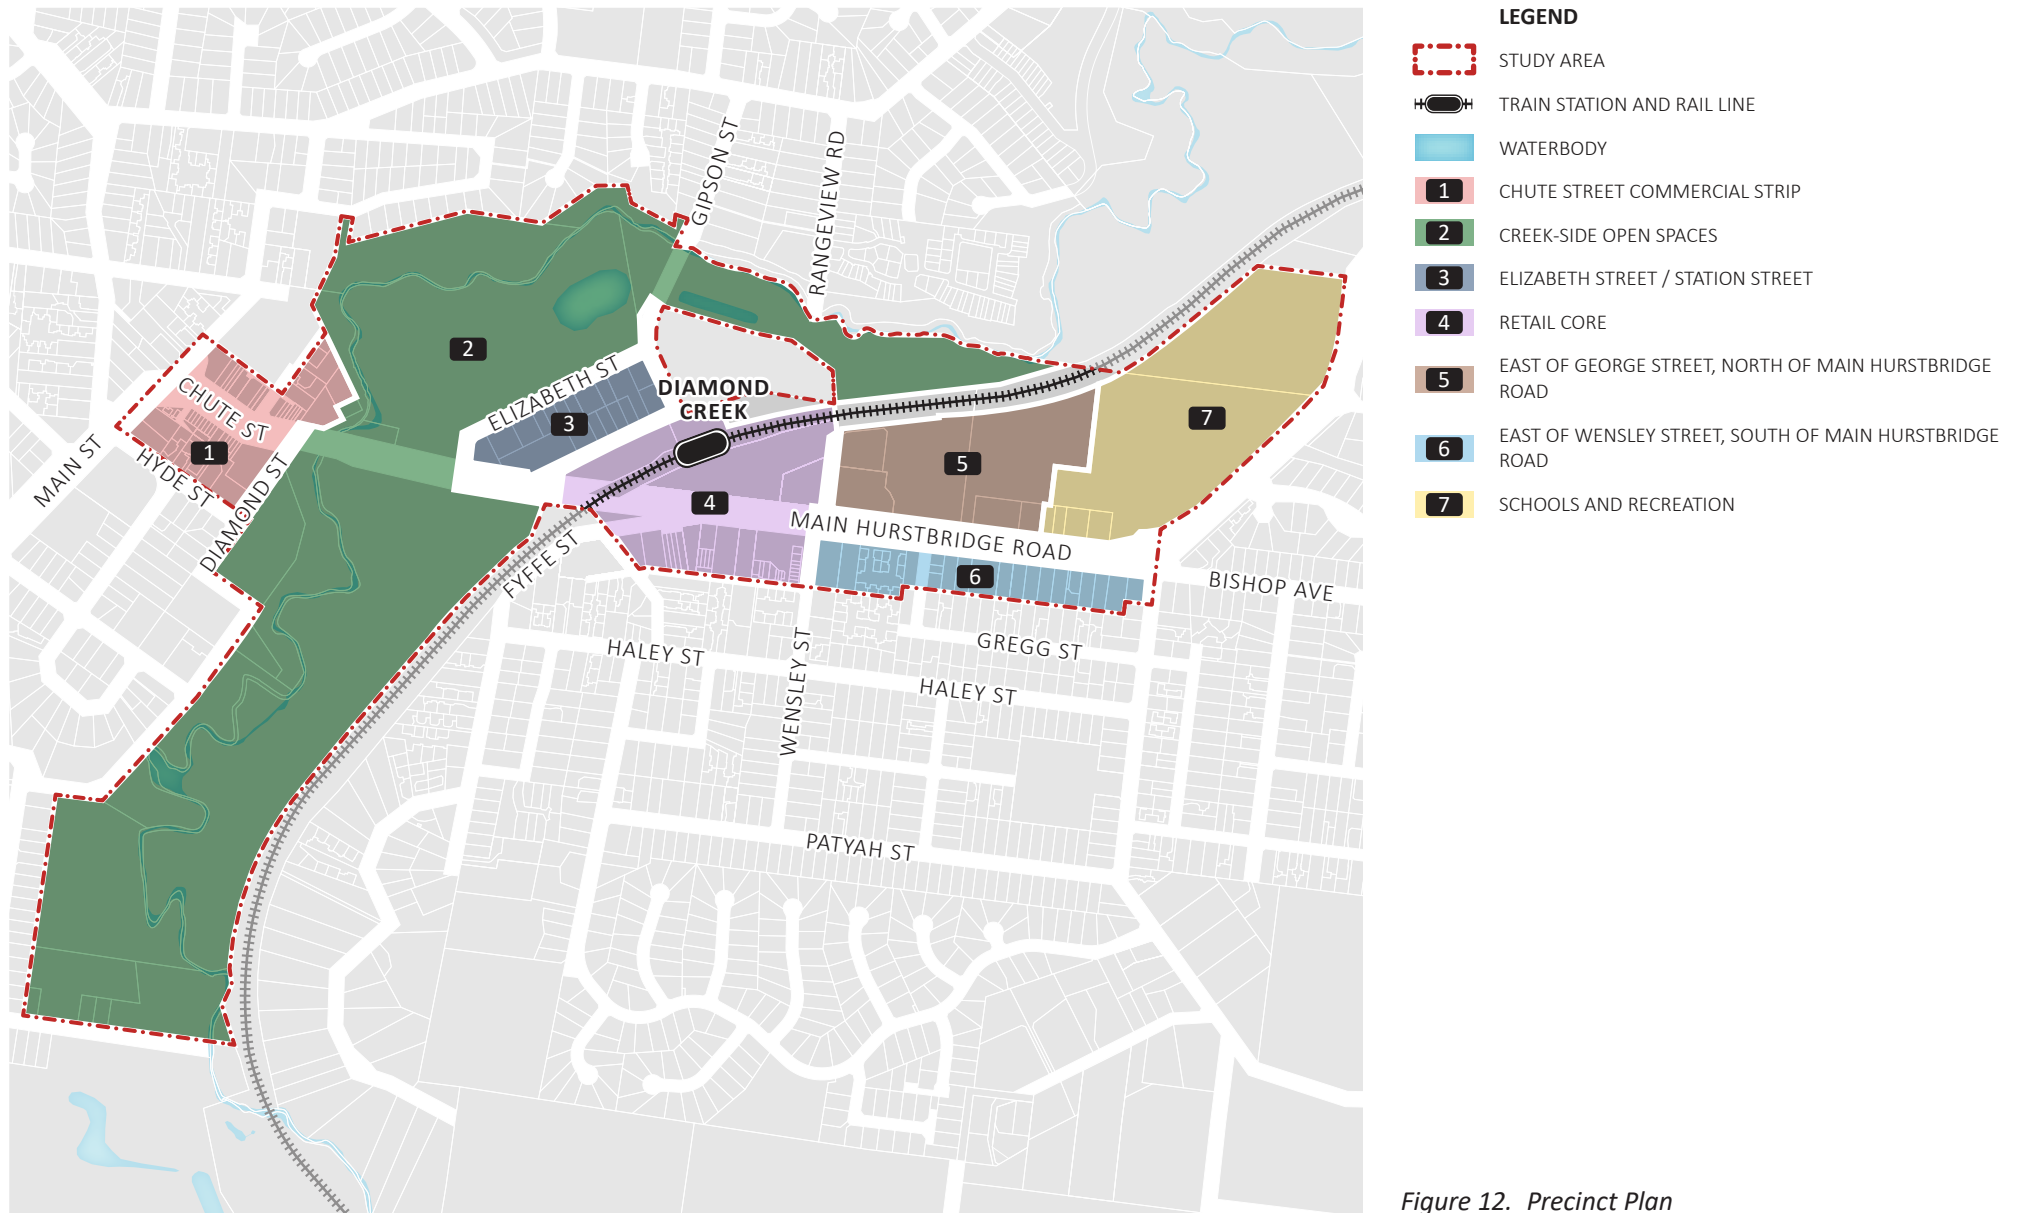 GIPSON ST
RANGEVIEW RD
2
ELIZABETH ST
3
DIAMOND
CREEK
CHUTE ST
1
HYDE ST
MAIN ST
DIAMOND ST
7
5
4
MAIN HURSTBRIDGE ROAD
6
FYFFE ST
BISHOP AVE
HALEY ST
WENSLEY ST
GREGG ST
HALEY ST
PATYAH ST
LEGEND
STUDY AREA
TRAIN STATION AND RAIL LINE
WATERBODY
1 CHUTE STREET COMMERCIAL STRIP
2 CREEK-SIDE OPEN SPACES
3 ELIZABETH STREET / STATION STREET
4 RETAIL CORE
5 EAST OF GEORGE STREET, NORTH OF MAIN HURSTBRIDGE
ROAD
6 EAST OF WENSLEY STREET, SOUTH OF MAIN HURSTBRIDGE
ROAD
7 SCHOOLS AND RECREATION
Figure 12. Precinct Plan